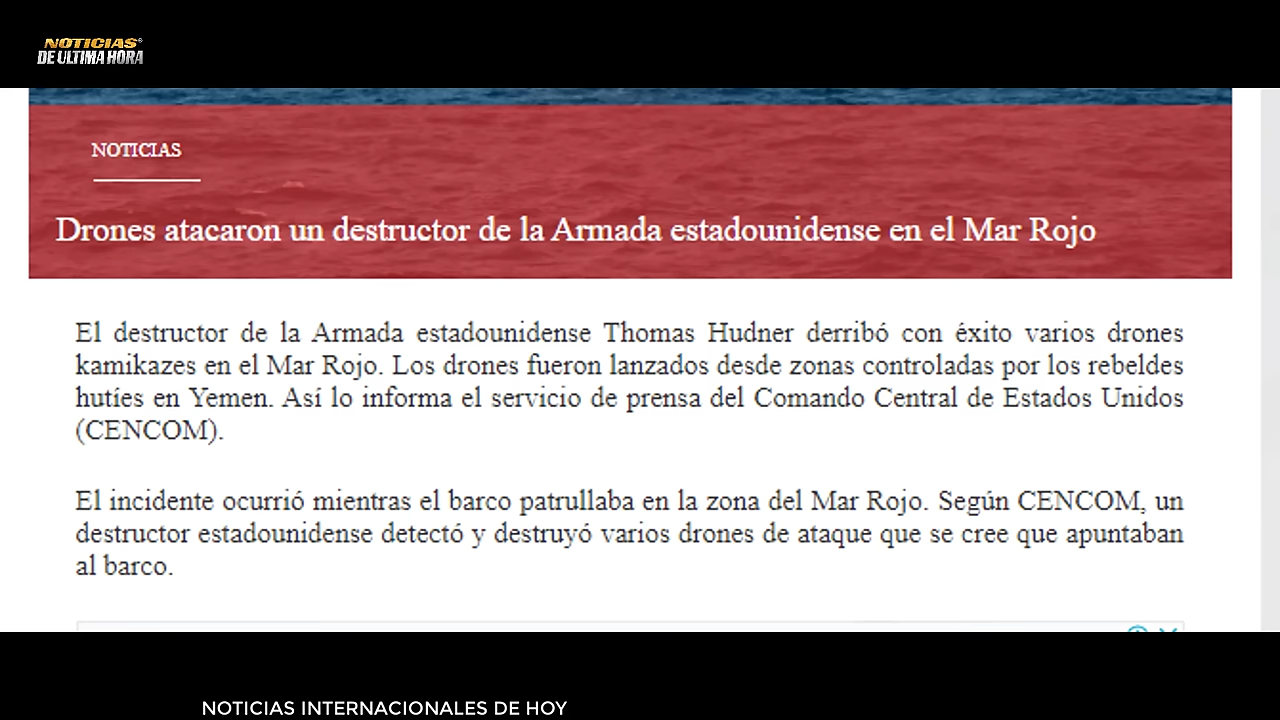 NOTICIAS®
DE ULTIMA HORA
NOTICIAS
Drones atacaron un destructor de la Armada estadounidense en el Mar Rojo
El destructor de la Armada estadounidense Thomas Hudner derribó con éxito varios drones
kamikazes en el Mar Rojo. Los drones fueron lanzados desde zonas controladas por los rebeldes
hutíes en Yemen. Así lo informa el servicio de prensa del Comando Central de Estados Unidos
(CENCOM).
El incidente ocurrió mientras el barco patrullaba en la zona del Mar Rojo. Según CENCOM, un
destructor estadounidense detectó y destruyó varios drones de ataque que se cree que apuntaban
al barco.
NOTICIAS INTERNACIONALES DE HOY